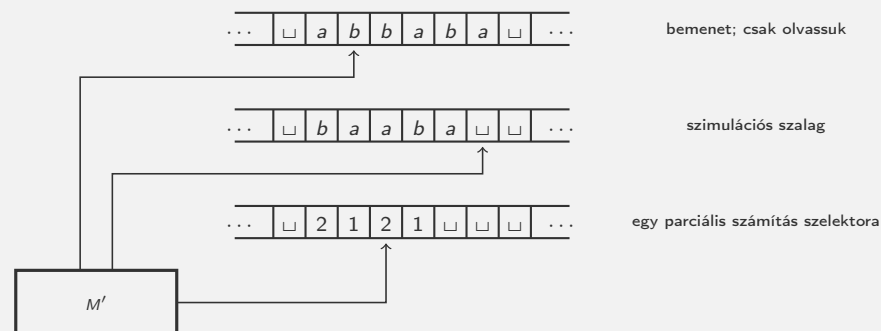 ··· ⊔ a b b a b a ⊔ ··· bemenet; csak olvassuk
··· ⊔ b a a b a ⊔ ⊔ ··· szimulációs szalag
··· ⊔ 2 1 2 1 ⊔ ⊔ ⊔ ··· egy parciális számítás szelektora
M′